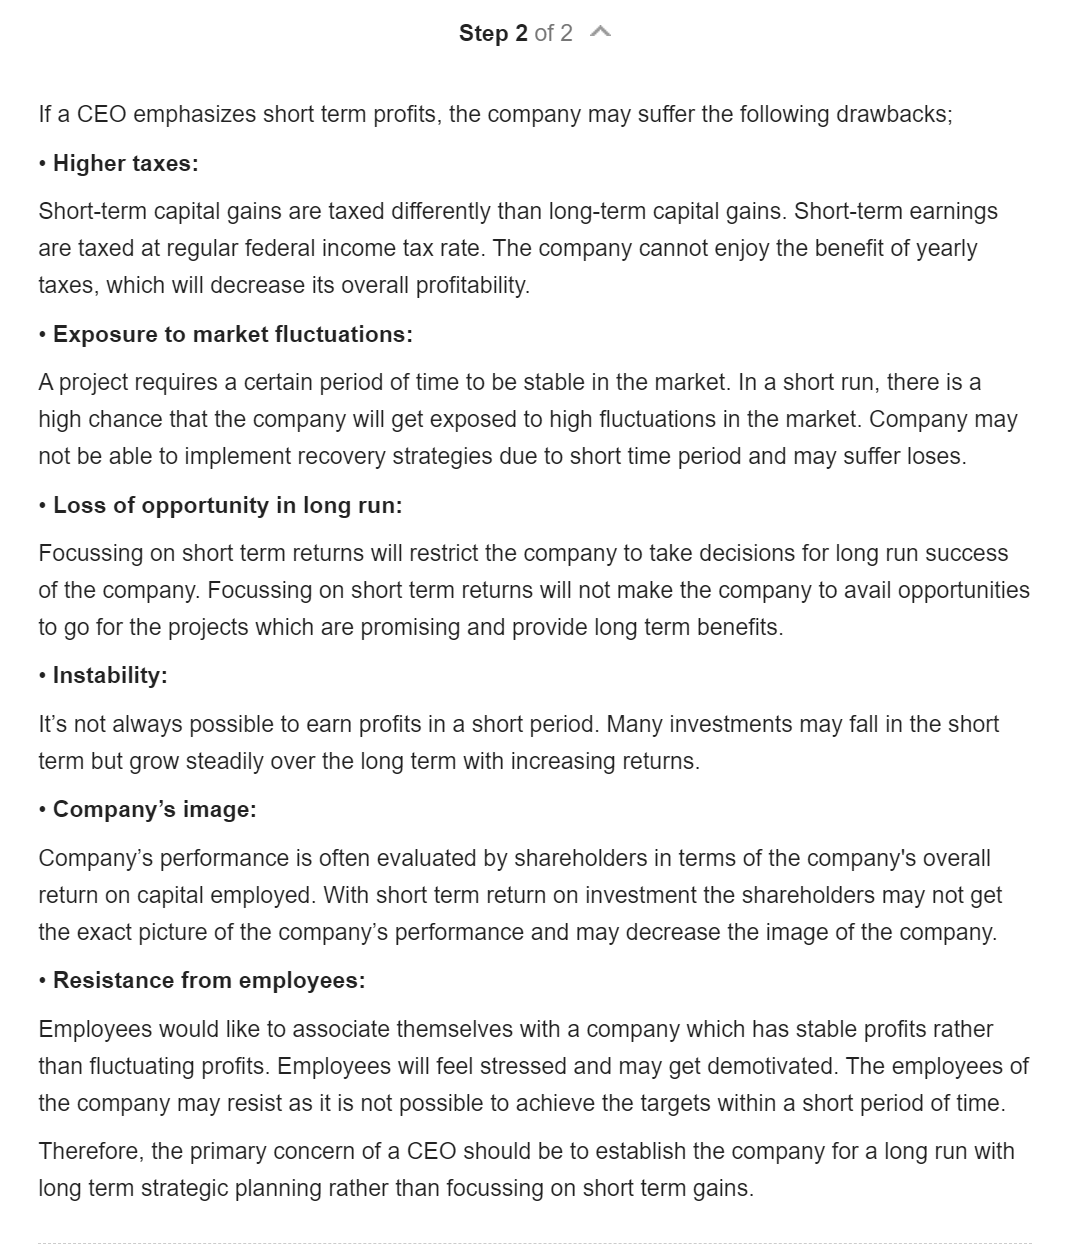 Step 2 of 2
If a CEO emphasizes short term profits, the company may suffer the following drawbacks;
• Higher taxes:
Short-term capital gains are taxed differently than long-term capital gains. Short-term earnings
are taxed at regular federal income tax rate. The company cannot enjoy the benefit of yearly
taxes, which will decrease its overall profitability.
• Exposure to market fluctuations:
A project requires a certain period of time to be stable in the market. In a short run, there is a
high chance that the company will get exposed to high fluctuations in the market. Company may
not be able to implement recovery strategies due to short time period and may suffer loses.
• Loss of opportunity in long run:
Focussing on short term returns will restrict the company to take decisions for long run success
of the company. Focussing on short term returns will not make the company to avail opportunities
to go for the projects which are promising and provide long term benefits.
• Instability:
It’s not always possible to earn profits in a short period. Many investments may fall in the short
term but grow steadily over the long term with increasing returns.
• Company’s image:
Company’s performance is often evaluated by shareholders in terms of the company's overall
return on capital employed. With short term return on investment the shareholders may not get
the exact picture of the company’s performance and may decrease the image of the company.
• Resistance from employees:
Employees would like to associate themselves with a company which has stable profits rather
than fluctuating profits. Employees will feel stressed and may get demotivated. The employees of
the company may resist as it is not possible to achieve the targets within a short period of time.
Therefore, the primary concern of a CEO should be to establish the company for a long run with
long term strategic planning rather than focussing on short term gains.